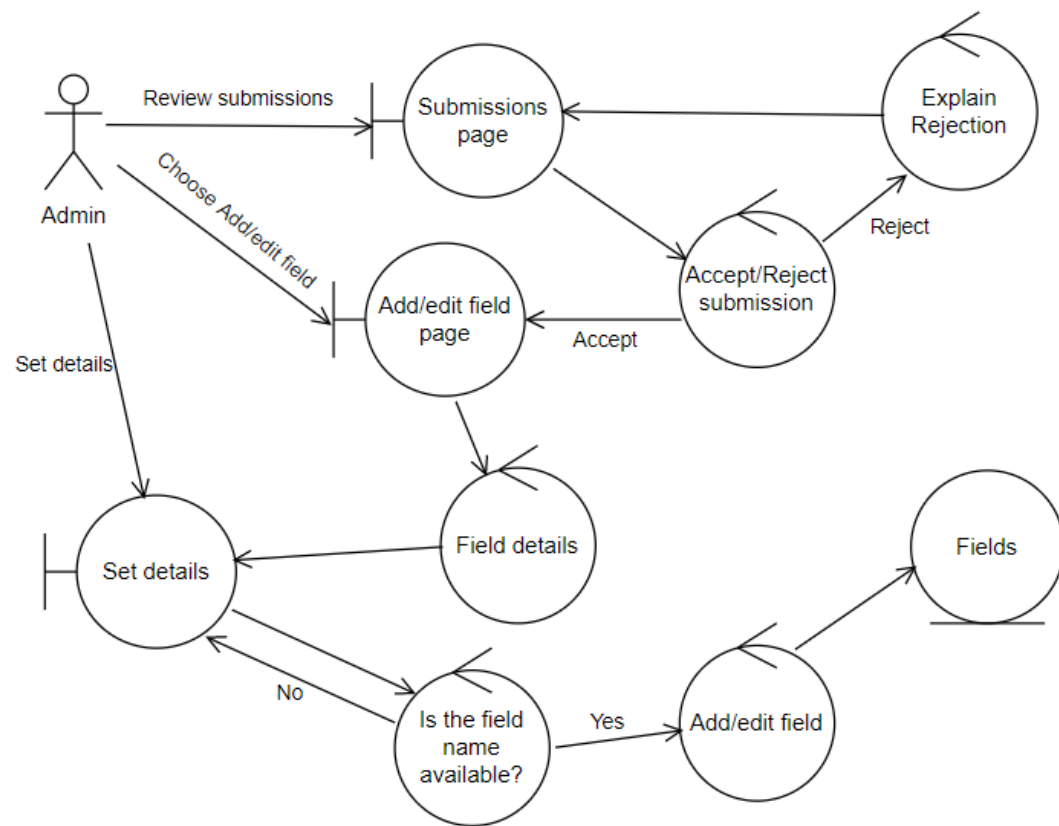 Review submissions
Submissions
page
Explain
Rejection
Admin
Choose Add/edit field
Reject
Accept/Reject
submission
Add/edit field
page
Accept
Set details
Field details
Fields
Set details
No
Is the field
name
available?
Yes
Add/edit field